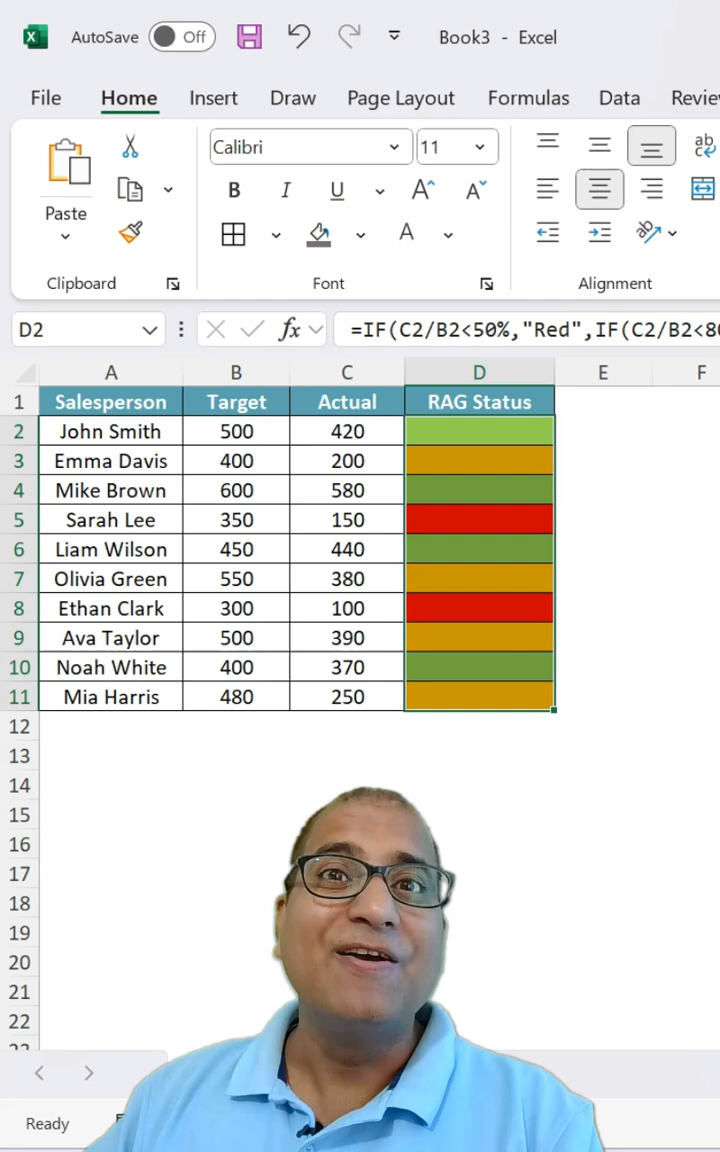 AutoSave Off Book3 - Excel
File Home Insert Draw Page Layout Formulas Data
Calibri 11
B I U A A
Paste A
Clipboard Font Alignment
D2 fx =IF(C2/B2<50%,"Red",IF(C2/B2<
A B C D E F
1 Salesperson Target Actual RAG Status
2 John Smith 500 420
3 Emma Davis 400 200
4 Mike Brown 600 580
5 Sarah Lee 350 150
6 Liam Wilson 450 440
7 Olivia Green 550 380
8 Ethan Clark 300 100
9 Ava Taylor 500 390
10 Noah White 400 370
11 Mia Harris 480 250
12
13
14
15
16
17
18
19
20
21
22
Ready